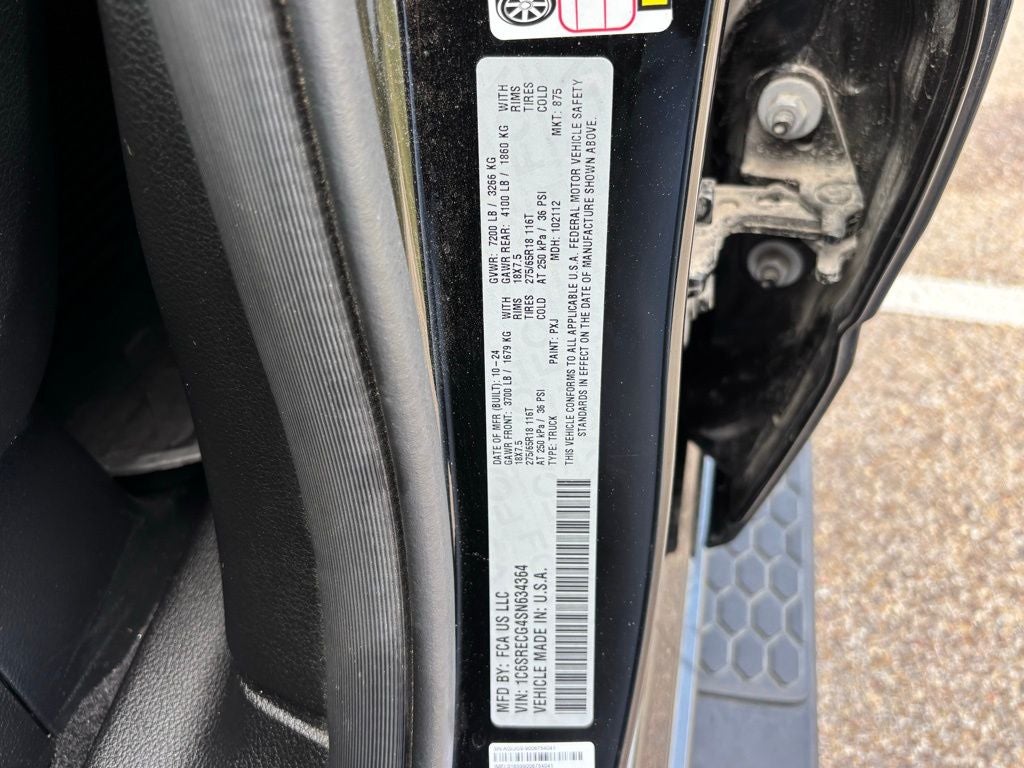 MFD BY: FCA US LLC
VIN: 1C6SRECG4SN634364
VEHICLE MADE IN: U.S.A.
DATE OF MFR (BUILT): 10-24 GVWR: 7200 LB / 3266 KG
GAWR FRONT: 3700 LB / 1679 KG WITH GAWR REAR: 4100 LB / 1860 KG WITH
18X7.5 RIMS 18X7.5 RIMS
275/65R18 116T TIRES 275/65R18 116T TIRES
AT 250 kPa / 36 PSI COLD AT 250 kPa / 36 PSI COLD
TYPE: TRUCK PAINT: PXJ MDH: 102112 MKT: 875
THIS VEHICLE CONFORMS TO ALL APPLICABLE U.S.A. FEDERAL MOTOR VEHICLE SAFETY
STANDARDS IN EFFECT ON THE DATE OF MANUFACTURE SHOWN ABOVE.